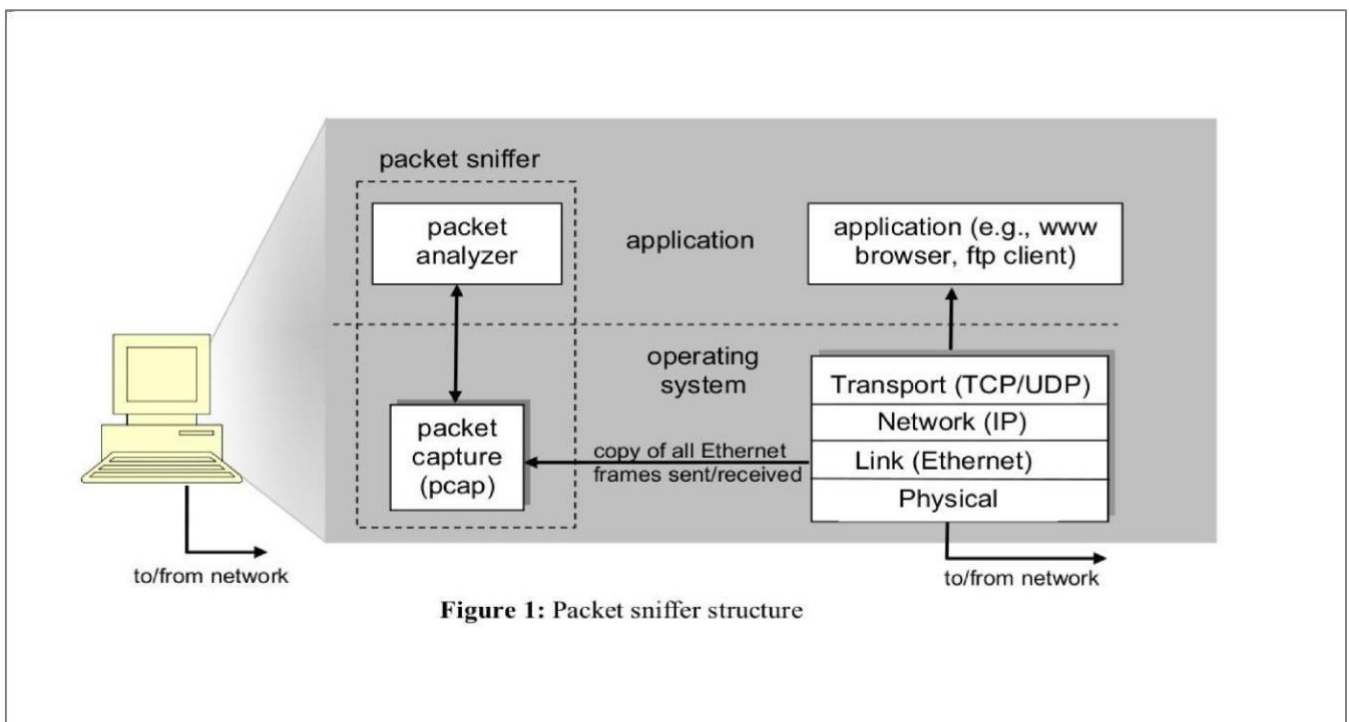 packet sniffer
packet
analyzer
application
application (e.g., www
browser, ftp client)
operating
system
packet
capture
(pcap)
copy of all Ethernet
frames sent/received
Transport (TCP/UDP)
Network (IP)
Link (Ethernet)
Physical
to/from network
to/from network
Figure 1: Packet sniffer structure